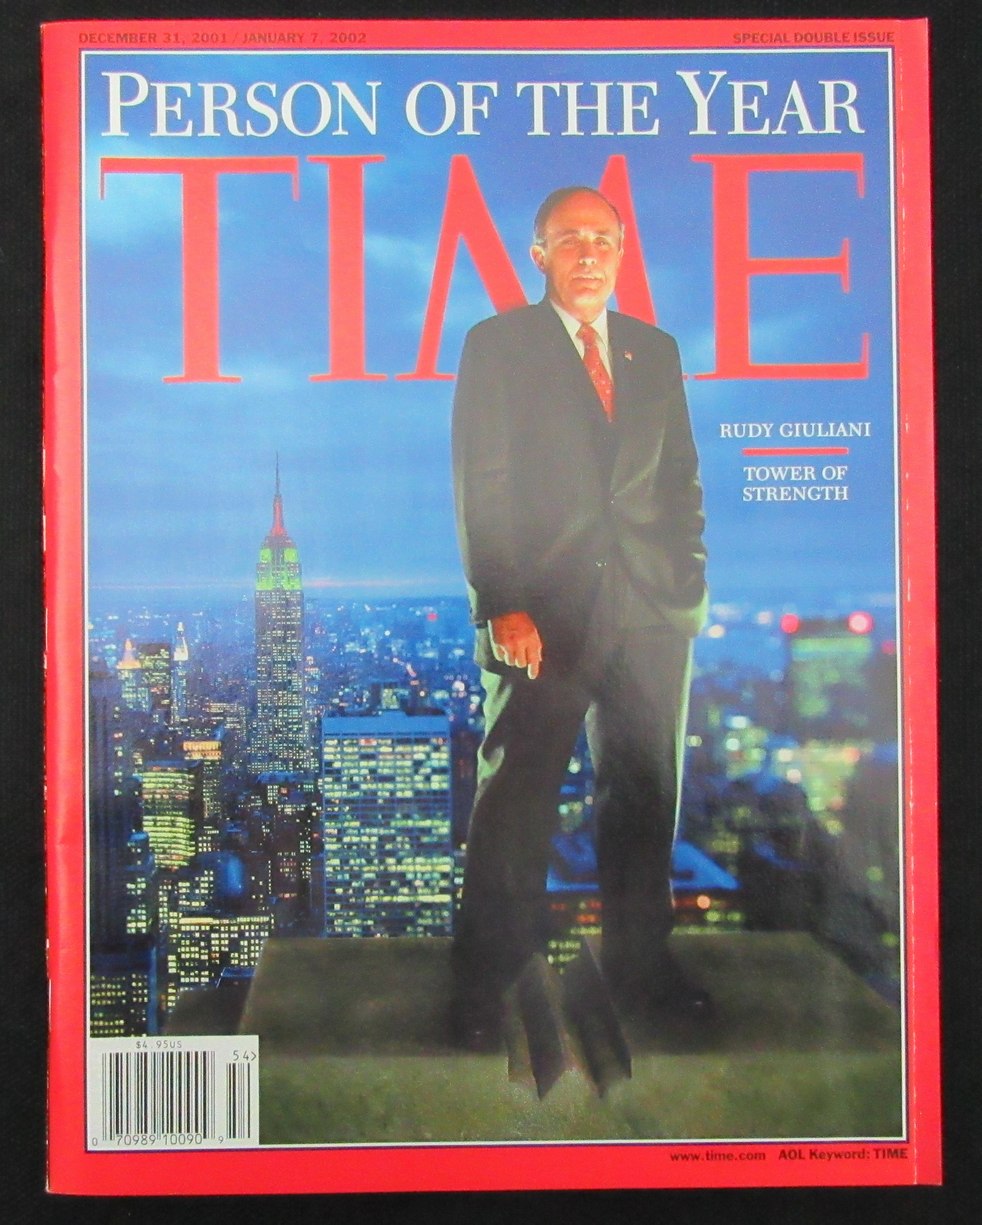 DECEMBER 31, 2001 / JANUARY 7, 2002
SPECIAL DOUBLE ISSUE
PERSON OF THE YEAR
TIME
RUDY GIULIANI
TOWER OF
STRENGTH
$4.95US
54>
0 70989 10090 9
www.time.com AOL Keyword: TIME